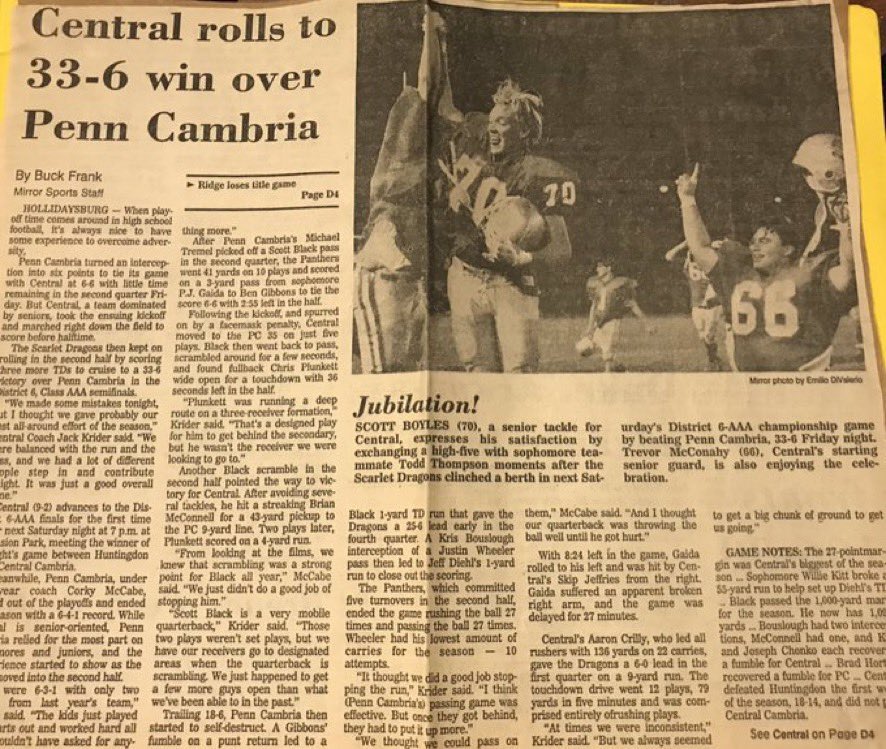 Central rolls to
33-6 win over
Penn Cambria
By Buck Frank
Mirror Sports Staff
► Ridge loses title game
Page D4
HOLLIDAYSBURG — When play-
off time comes around in high school
football, it's always nice to have
some experience to overcome adver-
sity.
Penn Cambria turned an intercep-
tion into six points to tie its game
with Central at 6-6 with little time
remaining in the second quarter Fri-
day. But Central, a team dominated
by seniors, took the ensuing kickoff
and marched right down the field to
score before halftime.
The Scarlet Dragons then kept on
rolling in the second half by scoring
three more TDs to cruise to a 33-6
victory over Penn Cambria in the
District 6, Class AAA semifinals.
"We made some mistakes tonight,
ut I thought we gave probably our
est all-around effort of the season,"
entral Coach Jack Krider said. "We
ere balanced with the run and the
ss, and we had a lot of different
ople step in and contribute
ight. It was just a good overall
ne."
entral (9-2) advances to the Dis-
6-AAA finals for the first time
next Saturday night at 7 p.m. at
sion Park, meeting the winner of
ht's game between Huntingdon
Central Cambria.
eanwhile, Penn Cambria, under
year coach Corky McCabe,
d out of the playoffs and ended
ason with a 6-4-1 record. While
al is senior-oriented, Penn
ria relied for the most part on
mores and juniors, and the
rience started to show as the
oved into the second half.
were 6-3-1 with only two
from last year's team,"
said. "The kids just played
arts out and worked hard all
ouldn't have asked for any-
thing more."
After Penn Cambria's Michael
Tremel picked off a Scott Black pass
in the second quarter, the Panthers
went 41 yards on 10 plays and scored
on a 3-yard pass from sophomore
P.J. Gaida to Ben Gibbons to tie the
score 6-6 with 2:55 left in the half.
Following the kickoff, and spurred
on by a facemask penalty, Central
moved to the PC 35 on just five
plays. Black then went back to pass,
scrambled around for a few seconds,
and found fullback Chris Plunkett
wide open for a touchdown with 36
seconds left in the half.
"Plunkett was running a deep
route on a three-receiver formation,"
Krider said. "That's a designed play
for him to get behind the secondary,
but he wasn't the receiver we were
looking to go to."
Another Black scramble in the
second half pointed the way to vic-
tory for Central. After avoiding seve-
ral tackles, he hit a streaking Brian
McConnell for a 43-yard pickup to
the PC 9-yard line. Two plays later,
Plunkett scored on a 4-yard run.
"From looking at the films, we
knew that scrambling was a strong
point for Black all year," McCabe
said. "We just didn't do a good job of
stopping him."
"Scott Black is a very mobile
quarterback," Krider said. "Those
two plays weren't set plays, but we
have our receivers go to designated
areas when the quarterback is
scrambling. We just happened to get
a few more guys open than what
we've been able to in the past."
Trailing 18-6, Penn Cambria then
started to self-destruct. A Gibbons'
fumble on a punt return led to a
70
70
66
Mirror photo by Emilio DiValerio
Jubilation!
SCOTT BOYLES (70), a senior tackle for
Central, expresses his satisfaction by
exchanging a high-five with sophomore tea-
mmate Todd Thompson moments after the
Scarlet Dragons clinched a berth in next Sat-
urday's District 6-AAA championship game
by beating Penn Cambria, 33-6 Friday night.
Trevor McConahy (66), Central's starting
senior guard, is also enjoying the cele-
bration.
Black 1-yard TD run that gave the
Dragons a 25-6 lead early in the
fourth quarter. A Kris Bouslough
interception of a Justin Wheeler
pass then led to Jeff Diehl's 1-yard
run to close out the scoring.
The Panthers, which committed
five turnovers in the second half,
ended the game rushing the ball 27
times and passing the ball 27 times.
Wheeler had his lowest amount of
carries for the season — 10
attempts.
"It thought we did a good job stop-
ping the run," Krider said. "I think
(Penn Cambria's) passing game was
effective. But once they got behind,
they had to put it up more."
"We thought we could pass on
them," McCabe said. "And I thought
our quarterback was throwing the
ball well until he got hurt."
With 8:24 left in the game, Gaida
rolled to his left and was hit by Cen-
tral's Skip Jeffries from the right.
Gaida suffered an apparent broken
right arm, and the game was
delayed for 27 minutes.
Central's Aaron Crilly, who led all
rushers with 136 yards on 22 carries,
gave the Dragons a 6-0 lead in the
first quarter on a 9-yard run. The
touchdown drive went 12 plays, 79
yards in five minutes and was com-
prised entirely ofrushing plays.
"At times we were inconsistent,"
Krider said. "But we always seemed
to get a big chunk of ground to get
us going."
GAME NOTES: The 27-pointmar-
gin was Central's biggest of the sea-
son ... Sophomore Willie Kitt broke
55-yard run to help set up Diehl's T
... Black passed the 1,000-yard mar
for the season. He now has 1,0
yards ... Bouslough had two interce
tions, McConnell had one, and
and Joseph Chonko each recover
a fumble for Central ... Brad Hor
recovered a fumble for PC ... Cent
defeated Huntingdon the first w
of the season, 18-14, and did not
Central Cambria.
See Central on Page D4